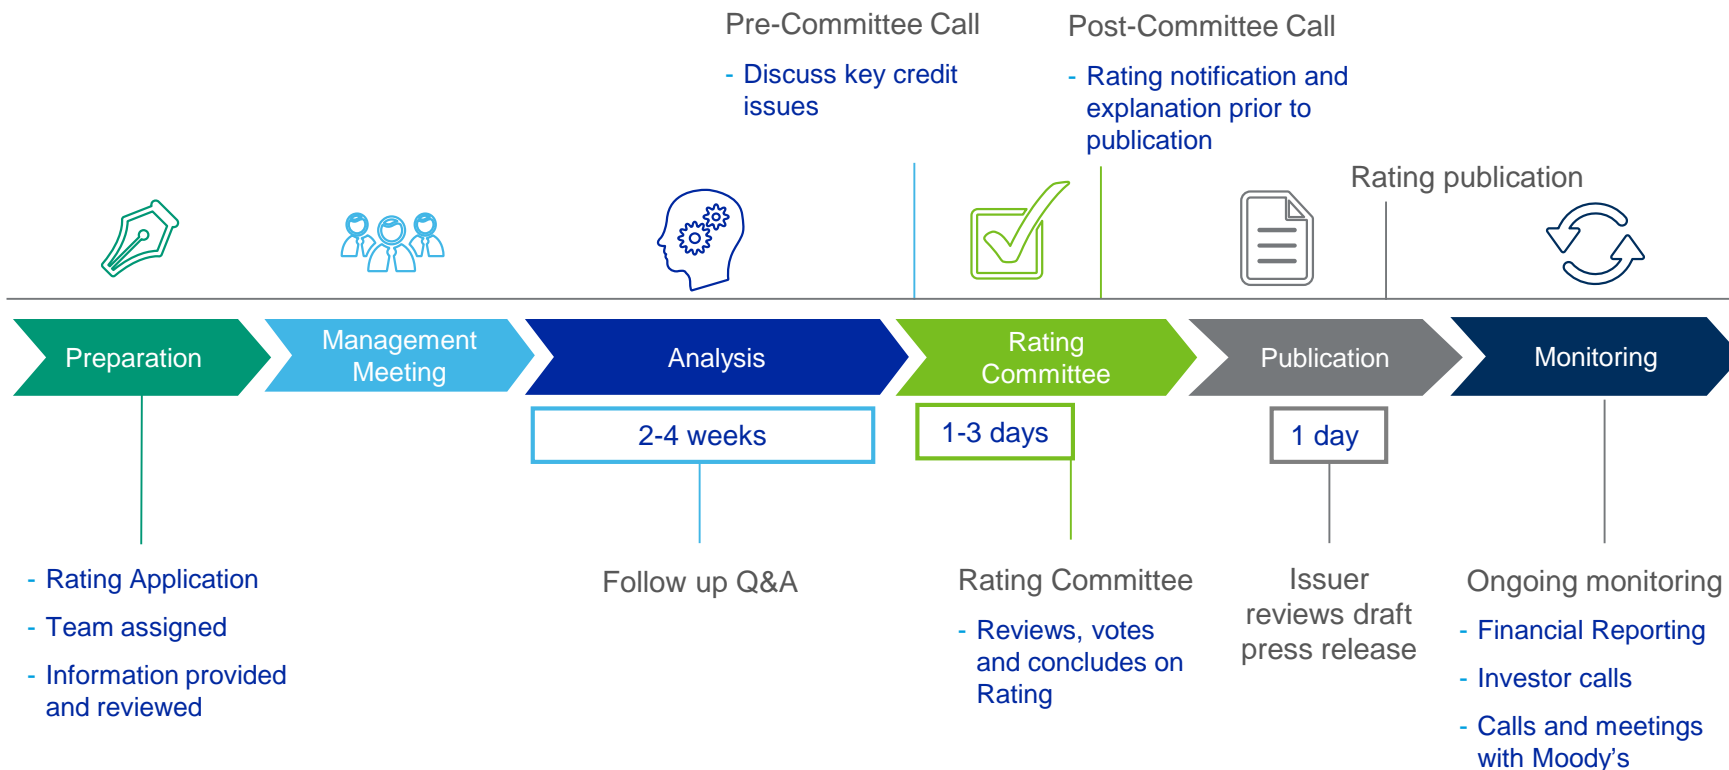 Pre-Committee Call
- Discuss key credit
issues
Post-Committee Call
- Rating notification and
explanation prior to
publication
Rating publication
Preparation
Management
Meeting
Analysis
Rating
Committee
Publication
Monitoring
2-4 weeks
1-3 days
1 day
- Rating Application
- Team assigned
- Information provided
and reviewed
Follow up Q&A
Rating Committee
- Reviews, votes
and concludes on
Rating
Issuer
reviews draft
press release
Ongoing monitoring
- Financial Reporting
- Investor calls
- Calls and meetings
with Moody's